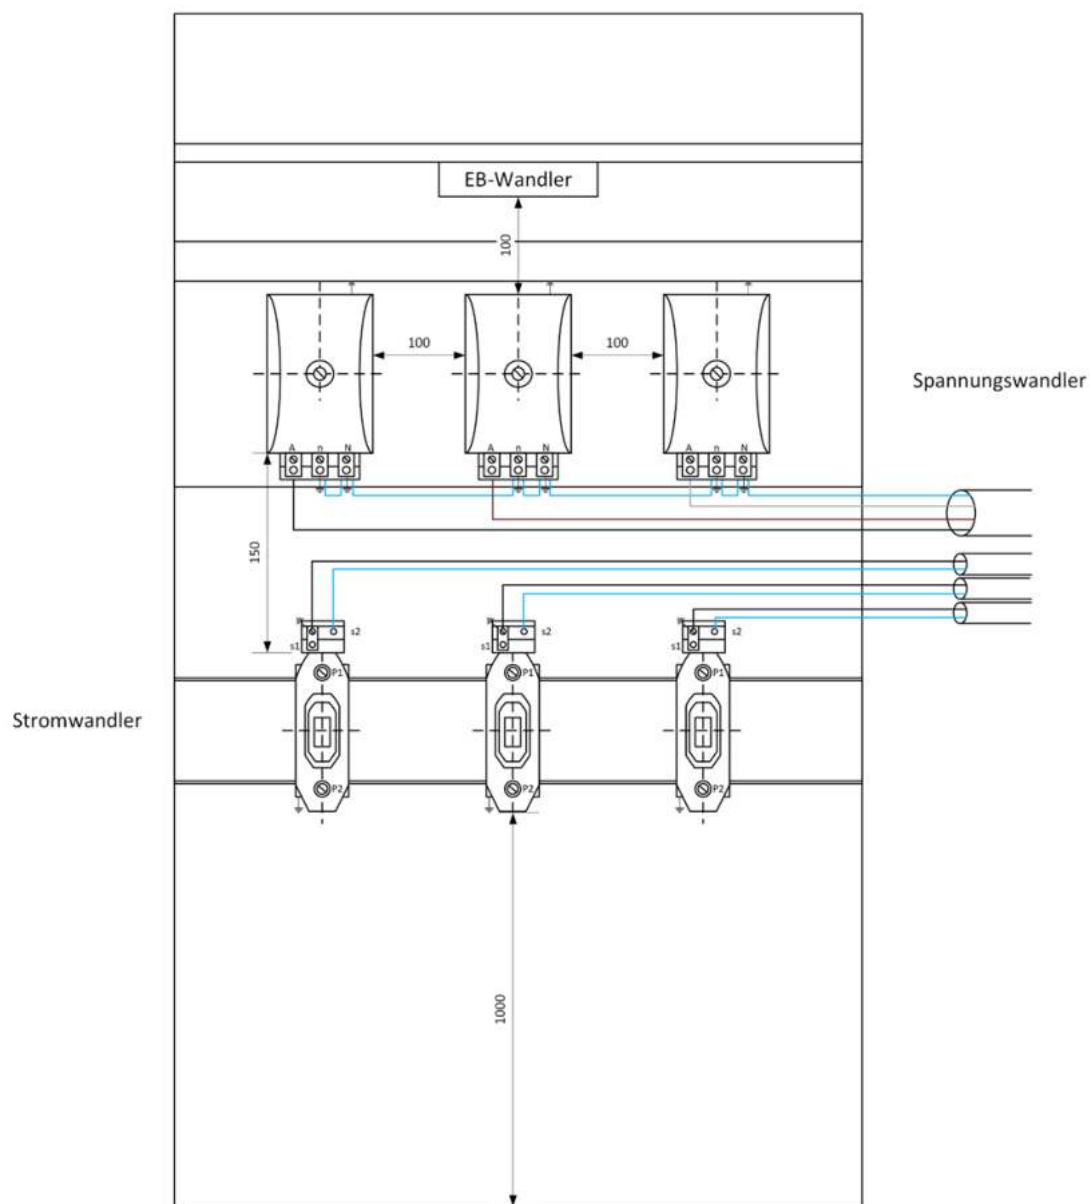 EB-Wandler
100
100
100
Spannungswandler
A n N
A n N
A n N
150
s2
s2
s2
s1
s1
s1
P1
P1
P1
Stromwandler
P2
P2
P2
1000